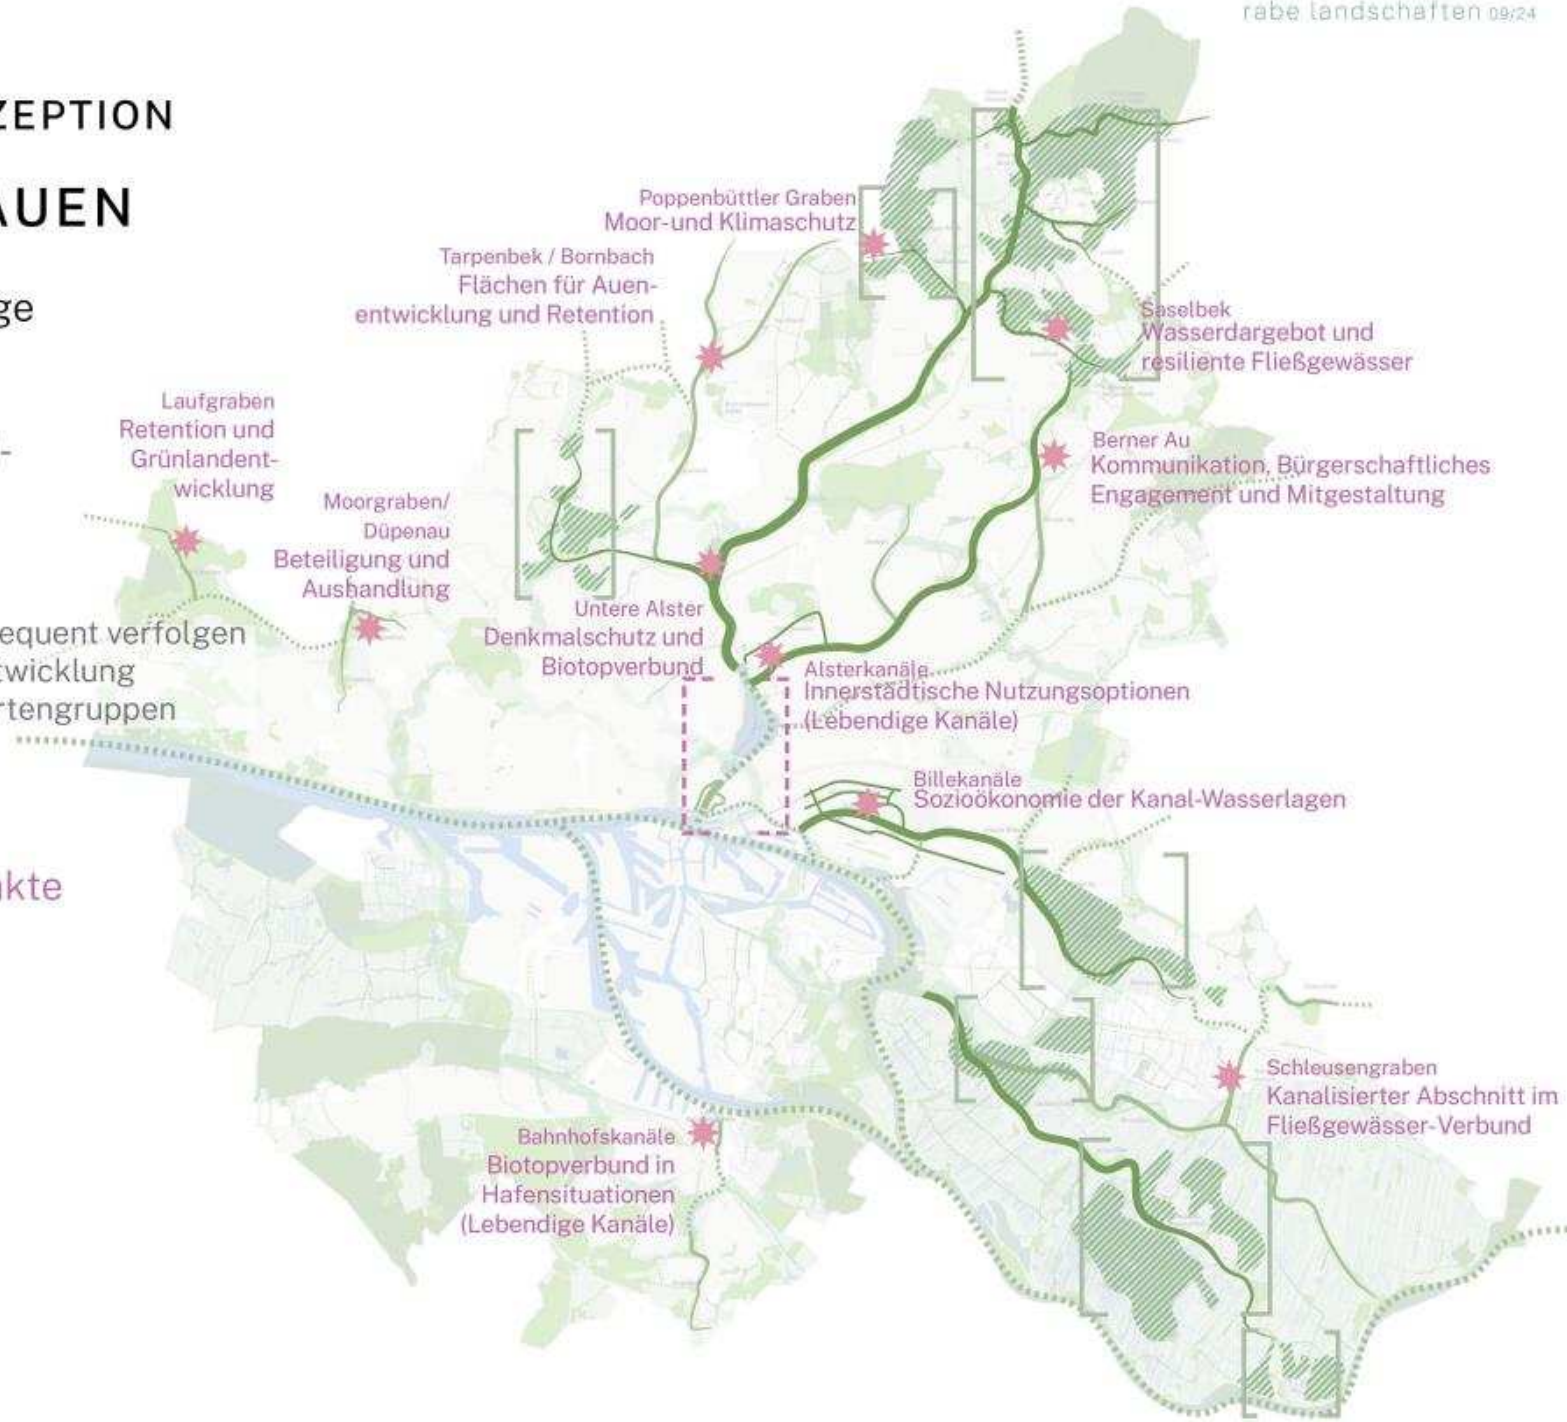 rabe landschaften 09/24
ZEPTION
AUEN
ge
-
equent verfolgen
twicklung
rtengruppen
kte
Poppenbüttler Graben
Moor-und Klimaschutz
Tarpenbek / Bornbach
Flächen für Auen-
entwicklung und Retention
Saselbek
Wasserdargebot und
resiliente Fließgewässer
Laufgraben
Retention und
Grünlandent-
wicklung
Berner Au
Kommunikation, Bürgerschaftliches
Engagement und Mitgestaltung
Moorgraben/
Düpenau
Beteiligung und
Aushandlung
Untere Alster
Denkmalschutz und
Biotopverbund
Alsterkanäle
Innerstädtische Nutzungsoptionen
(Lebendige Kanäle)
Billekanäle
Sozioökonomie der Kanal-Wasserlagen
Schleusengraben
Kanalisierter Abschnitt im
Fließgewässer-Verbund
Bahnhofskanäle
Biotopverbund in
Hafensituationen
(Lebendige Kanäle)